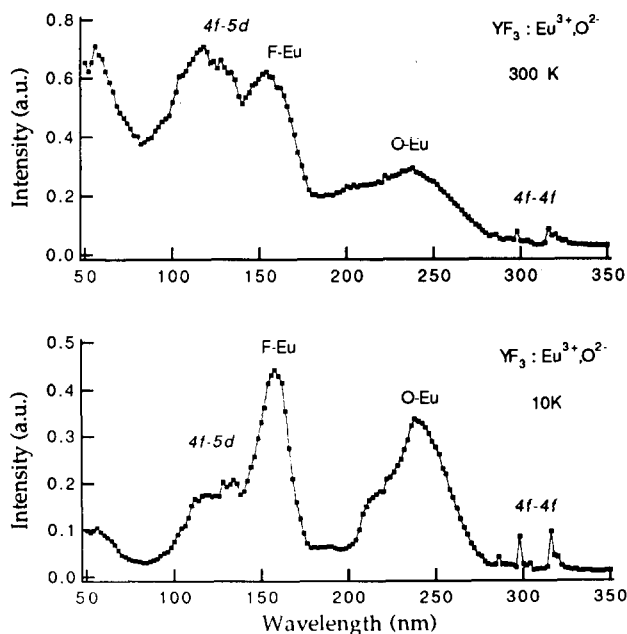 4f-5d
F-Eu
YF₃ : Eu³⁺,O²⁻
300 K
O-Eu
4f-4f
Intensity (a.u.)
0.8
0.6
0.4
0.2
0.0
50 100 150 200 250 300 350
F-Eu
YF₃ : Eu³⁺,O²⁻
O-Eu
10K
4f-5d
4f-4f
Intensity (a.u.)
0.5
0.4
0.3
0.2
0.1
0.0
50 100 150 200 250 300 350
Wavelength (nm)